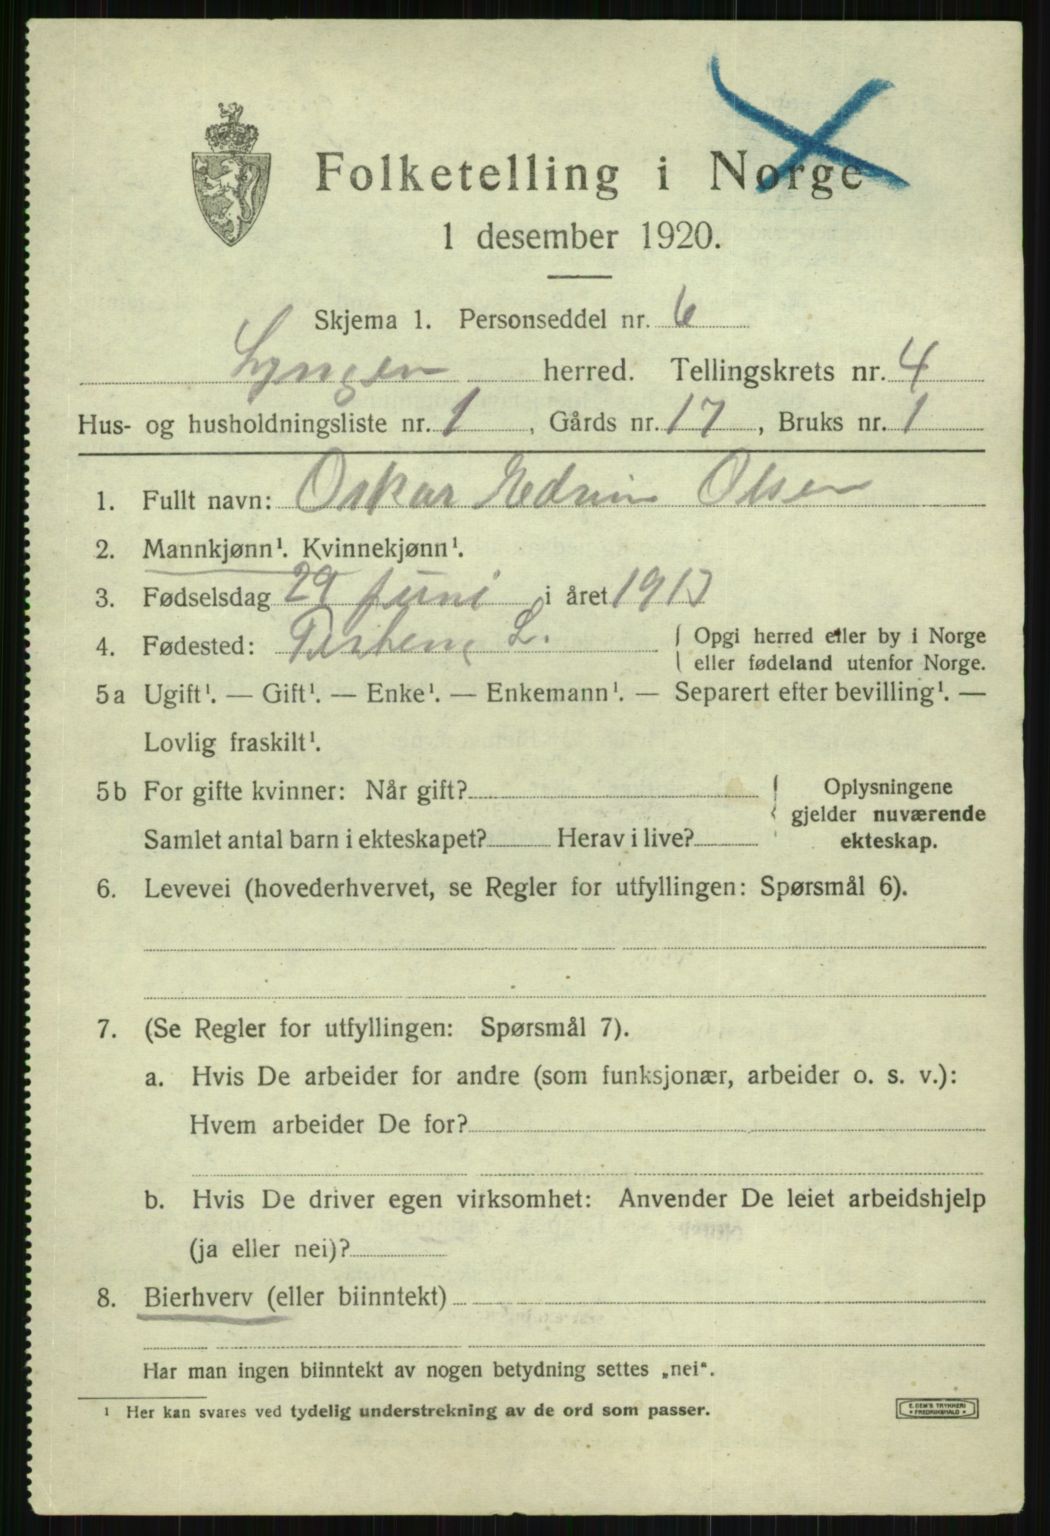 Folketelling i Norge
1 desember 1920.
Skjema 1. Personseddel nr. 6
Lyngen herred. Tellingskrets nr. 4
Hus- og husholdningsliste nr. 1, Gårds nr. 17, Bruks nr. 1
1. Fullt navn: Oskar Edvin Olsen
2. Mannkjønn¹. Kvinnekjønn¹.
3. Fødselsdag 29 juni i året 1913
4. Fødested: L. Opgi herred eller by i Norge
eller fødeland utenfor Norge.
5a Ugift¹. — Gift¹. — Enke¹. — Enkemann¹. — Separert efter bevilling¹. —
Lovlig fraskilt¹.
5b For gifte kvinner: Når gift? Oplysningene
gjelder nuværende
Samlet antal barn i ekteskapet? Herav i live? ekteskap.
6. Levevei (hovederhvervet, se Regler for utfyllingen: Spørsmål 6).
7. (Se Regler for utfyllingen: Spørsmål 7).
a. Hvis De arbeider for andre (som funksjonær, arbeider o. s. v.):
Hvem arbeider De for?
b. Hvis De driver egen virksomhet: Anvender De leiet arbeidshjelp
(ja eller nei)?
8. Bierhverv (eller biinntekt)
Har man ingen biinntekt av nogen betydning settes „nei".
¹ Her kan svares ved tydelig understrekning av de ord som passer.
E. SEM'S TRYKKERI
• FREDRIKSHALD •